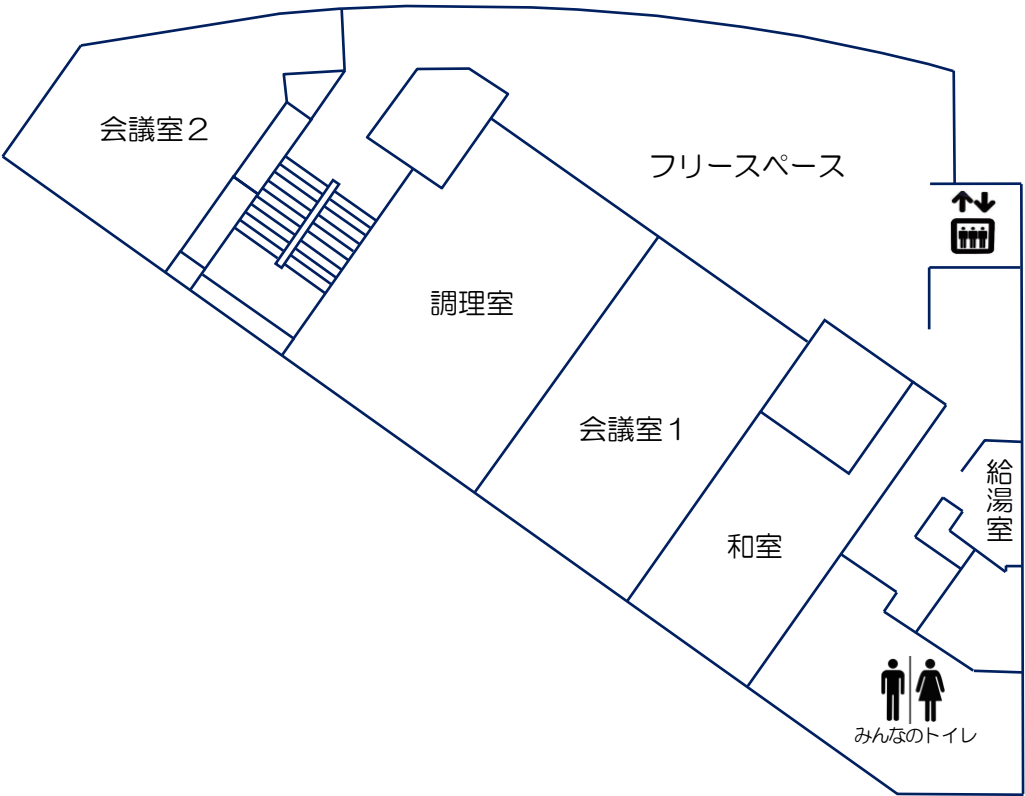 会議室２
フリースペース
調理室
会議室１
給湯室
和室
みんなのトイレ